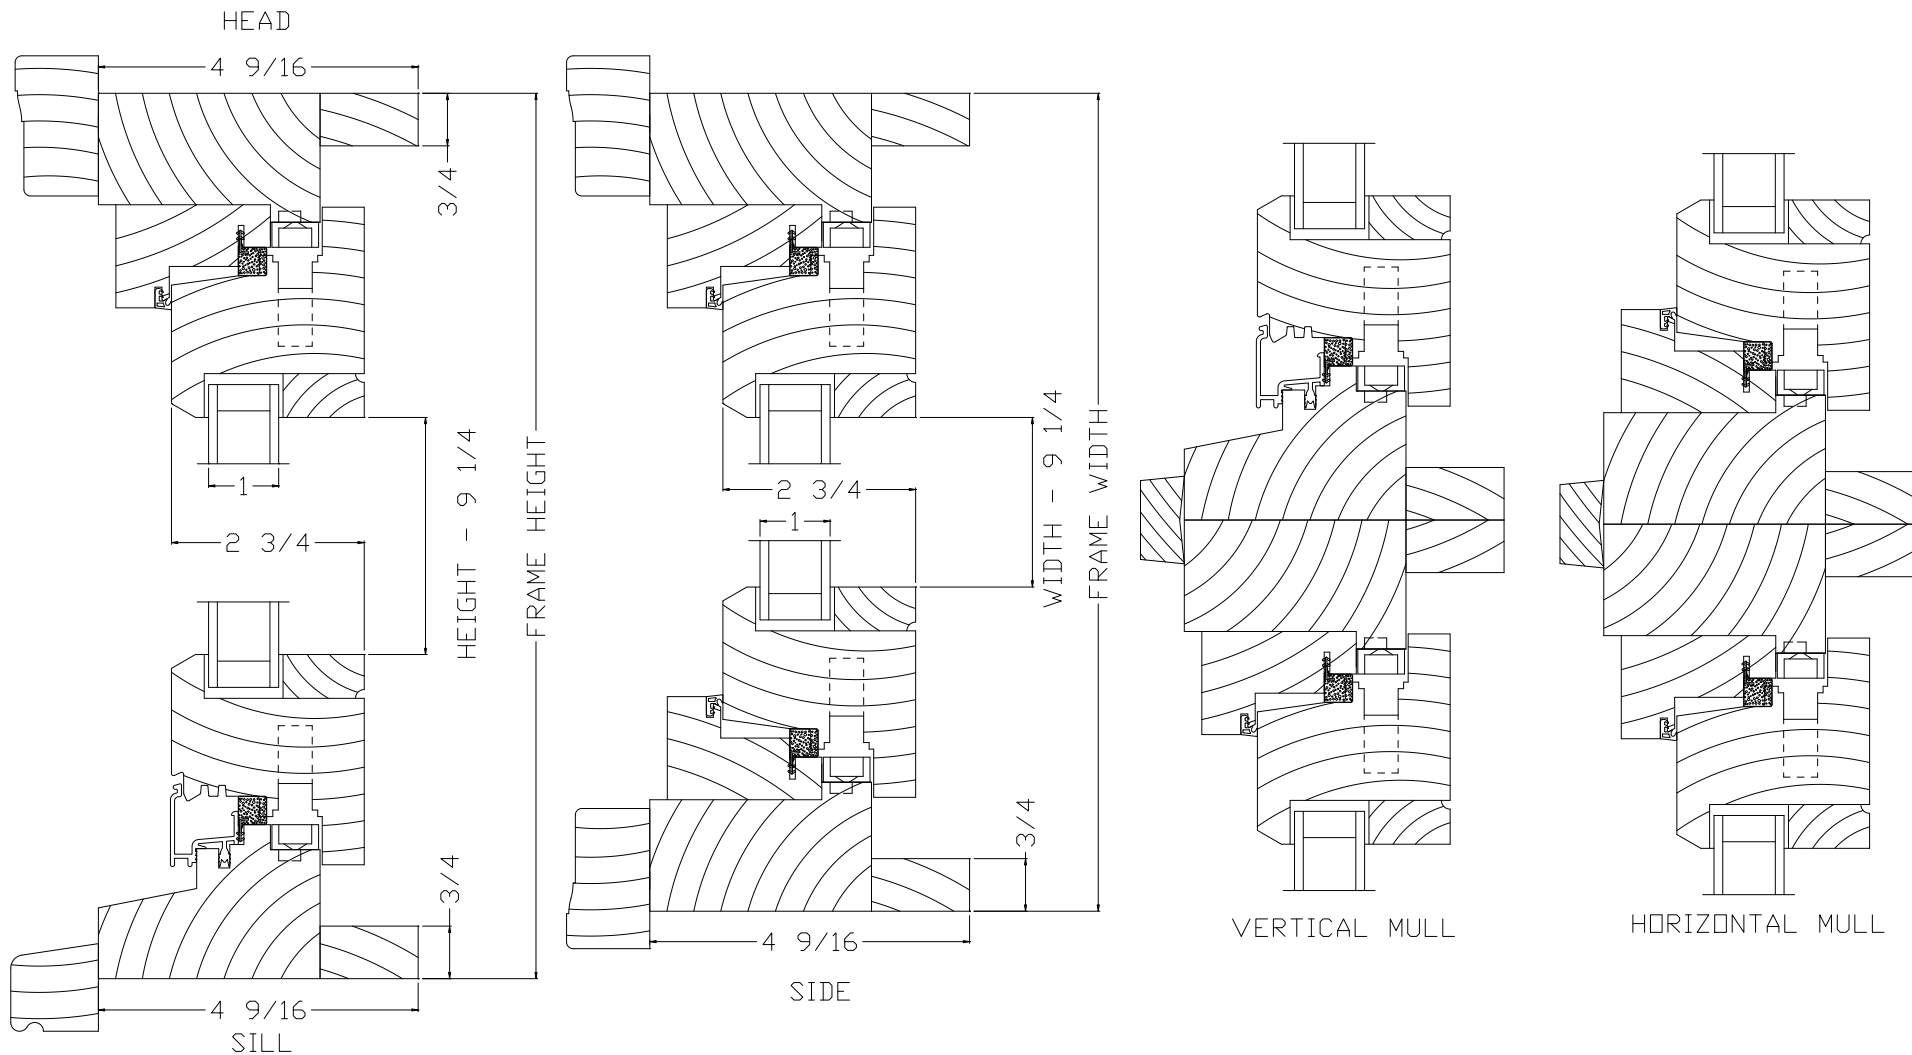 HEAD
4 9/16
3/4
1
2 3/4
HEIGHT - 9 1/4
FRAME HEIGHT
3/4
4 9/16
SILL
2 3/4
1
WIDTH - 9 1/4
FRAME WIDTH
3/4
4 9/16
SIDE
VERTICAL MULL
HORIZONTAL MULL